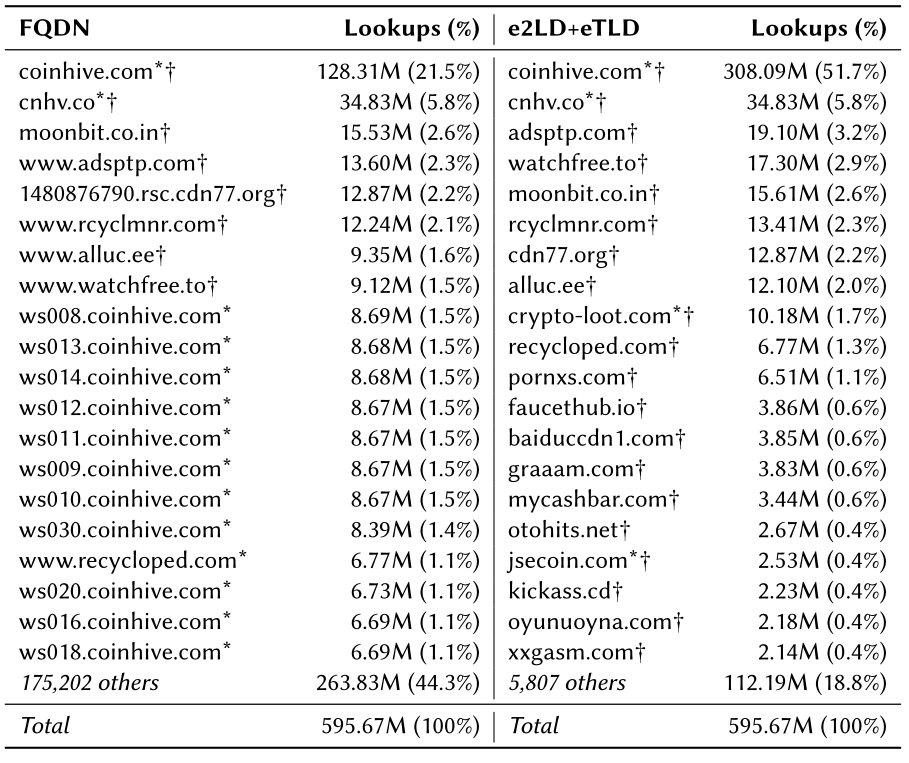 FQDN Lookups (%) e2LD+eTLD Lookups (%)
coinhive.com*† 128.31M (21.5%) coinhive.com*† 308.09M (51.7%)
cnhv.co*† 34.83M (5.8%) cnhv.co*† 34.83M (5.8%)
moonbit.co.in† 15.53M (2.6%) adsptp.com† 19.10M (3.2%)
www.adsptp.com† 13.60M (2.3%) watchfree.to† 17.30M (2.9%)
1480876790.rsc.cdn77.org† 12.87M (2.2%) moonbit.co.in† 15.61M (2.6%)
www.rcyclmnr.com† 12.24M (2.1%) rcyclmnr.com† 13.41M (2.3%)
www.alluc.ee† 9.35M (1.6%) cdn77.org† 12.87M (2.2%)
www.watchfree.to† 9.12M (1.5%) alluc.ee† 12.10M (2.0%)
ws008.coinhive.com* 8.69M (1.5%) crypto-loot.com*† 10.18M (1.7%)
ws013.coinhive.com* 8.68M (1.5%) recycloped.com† 6.77M (1.3%)
ws014.coinhive.com* 8.68M (1.5%) pornxs.com† 6.51M (1.1%)
ws012.coinhive.com* 8.67M (1.5%) faucethub.io† 3.86M (0.6%)
ws011.coinhive.com* 8.67M (1.5%) baiduccdn1.com† 3.85M (0.6%)
ws009.coinhive.com* 8.67M (1.5%) graaam.com† 3.83M (0.6%)
ws010.coinhive.com* 8.67M (1.5%) mycashbar.com† 3.44M (0.6%)
ws030.coinhive.com* 8.39M (1.4%) otohits.net† 2.67M (0.4%)
www.recycloped.com* 6.77M (1.1%) jsecoin.com*† 2.53M (0.4%)
ws020.coinhive.com* 6.73M (1.1%) kickass.cd† 2.23M (0.4%)
ws016.coinhive.com* 6.69M (1.1%) oyunuoyna.com† 2.18M (0.4%)
ws018.coinhive.com* 6.69M (1.1%) xxgasm.com† 2.14M (0.4%)
175,202 others 263.83M (44.3%) 5,807 others 112.19M (18.8%)
Total 595.67M (100%) Total 595.67M (100%)